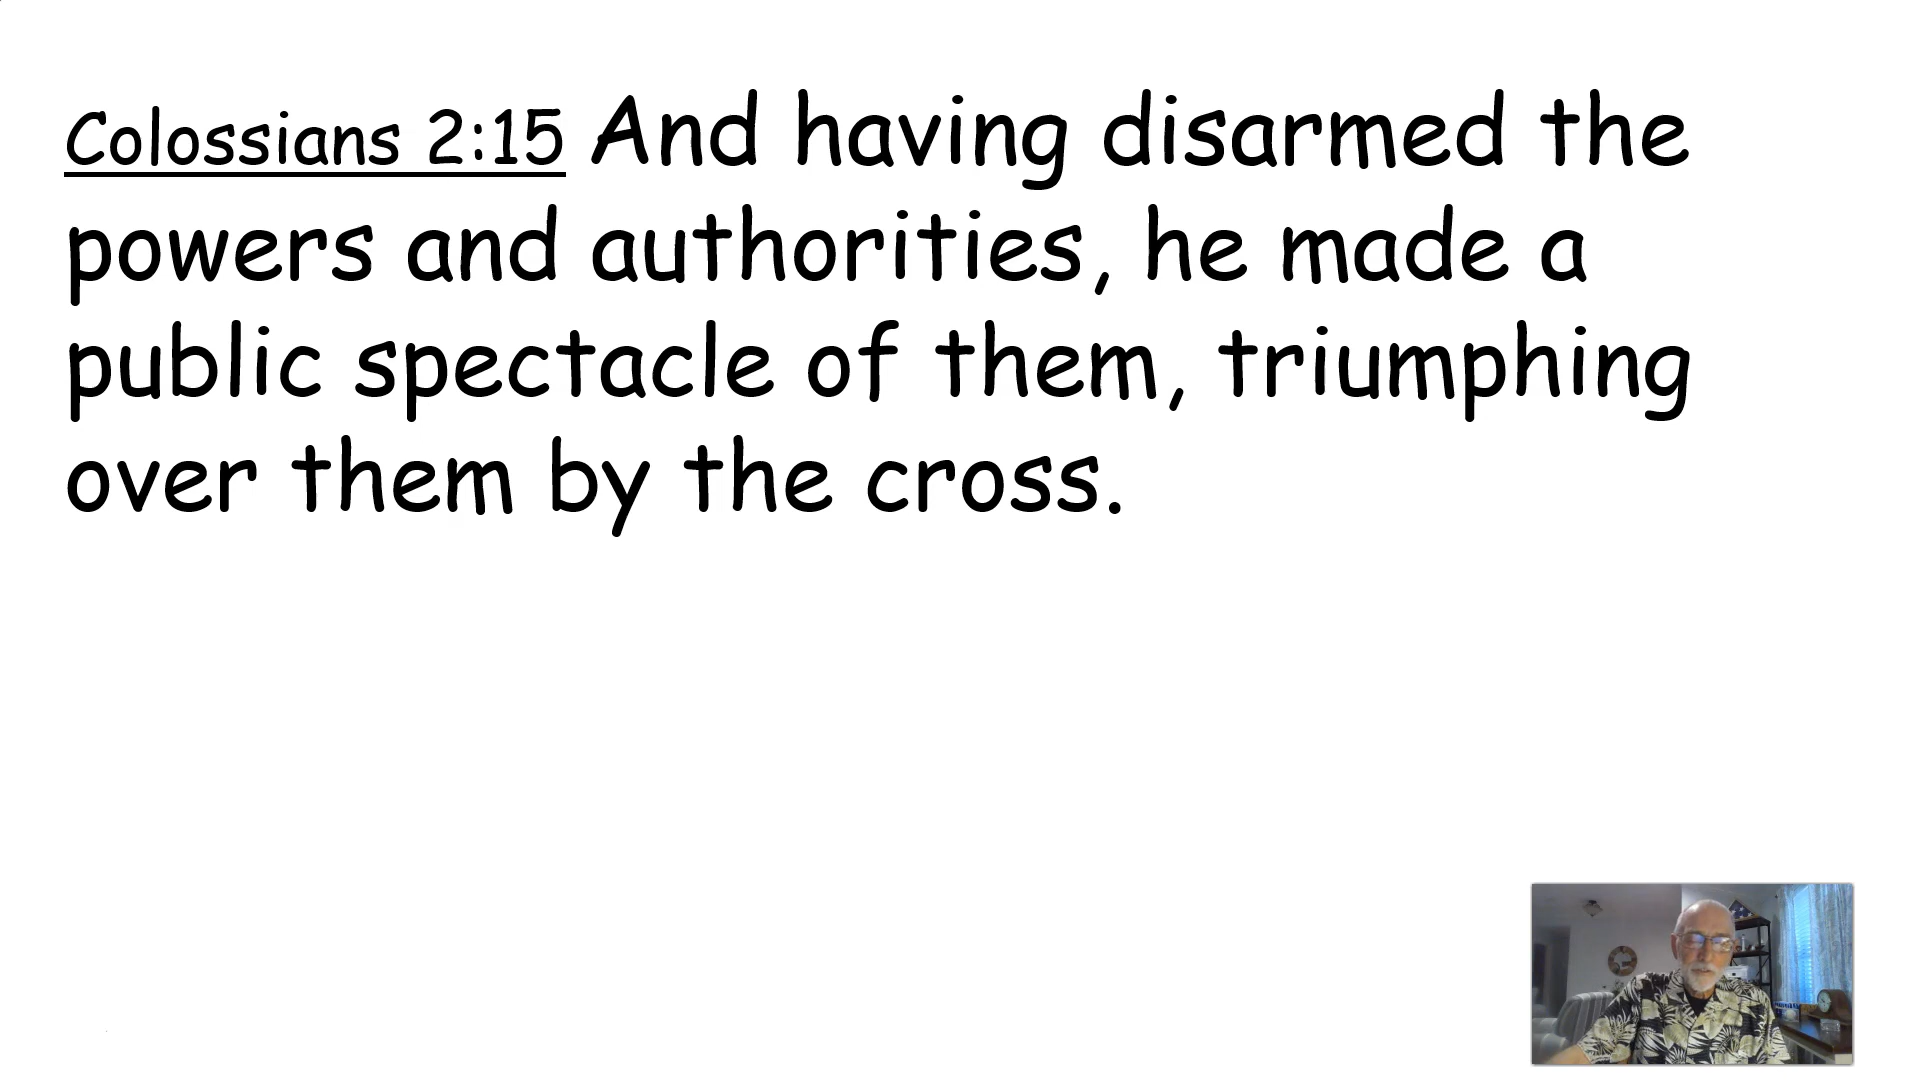 Colossians 2:15 And having disarmed the
powers and authorities, he made a
public spectacle of them, triumphing
over them by the cross.